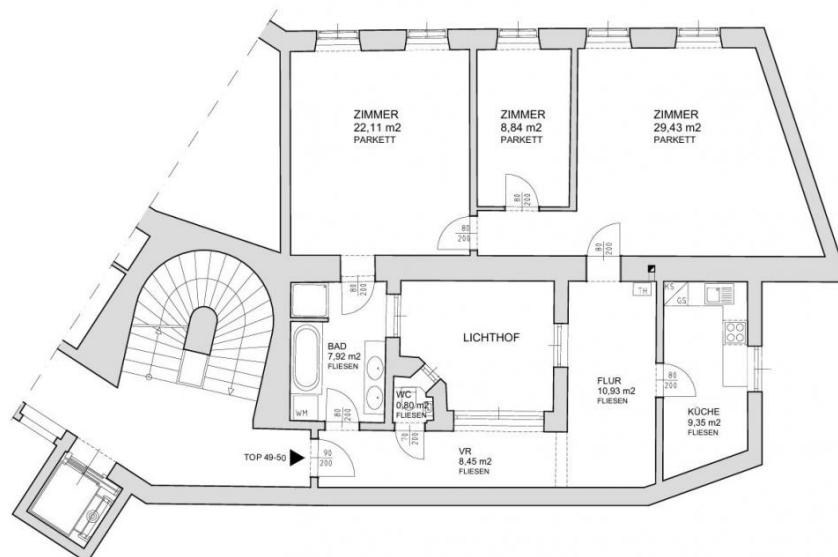 ZIMMER
22,11 m2
PARKETT
ZIMMER
8,84 m2
PARKETT
ZIMMER
29,43 m2
PARKETT
80
200
80
200
80
200
80
200
KS
GS
TH
BAD
7,92 m2
FLIESEN
LICHTHOF
WC
0,80 m2
FLIESEN
FLUR
10,93 m2
FLIESEN
80
200
KÜCHE
9,35 m2
FLIESEN
WM
80
200
70
200
VR
8,45 m2
FLIESEN
TOP 49-50
90
200